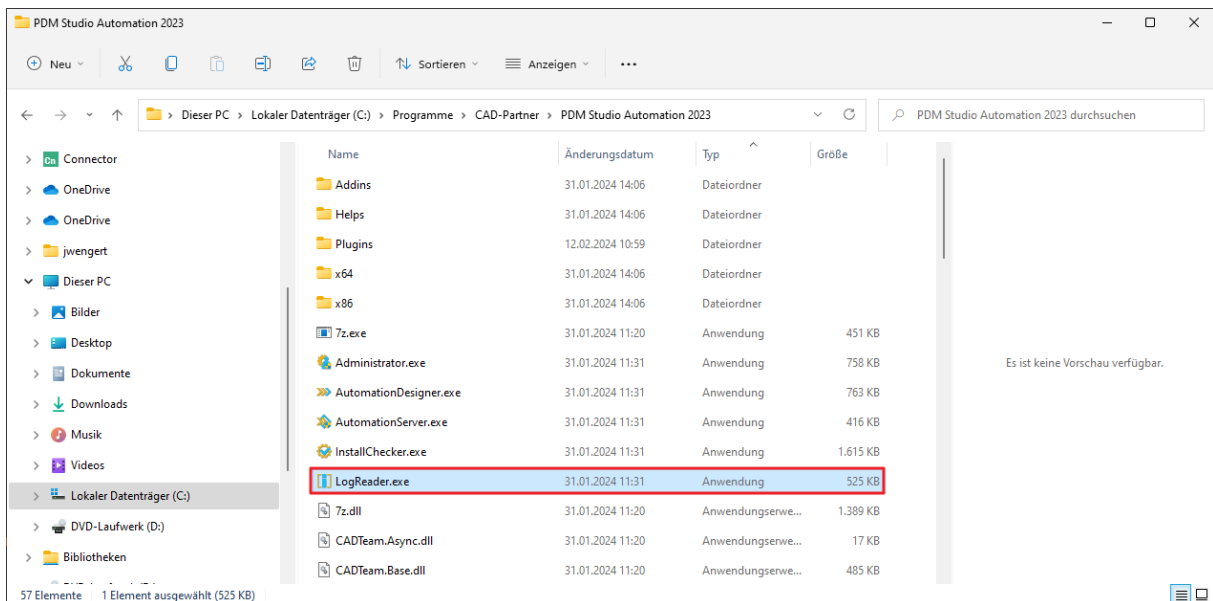 PDM Studio Automation 2023
Neu Sortieren Anzeigen
Dieser PC Lokaler Datenträger (C:) Programme CAD-Partner PDM Studio Automation 2023 PDM Studio Automation 2023 durchsuchen
Cn Connector
OneDrive
OneDrive
jwengert
Dieser PC
Bilder
Desktop
Dokumente
Downloads
Musik
Videos
Lokaler Datenträger (C:)
DVD-Laufwerk (D:)
Bibliotheken
Name Änderungsdatum Typ Größe
Addins 31.01.2024 14:06 Dateiordner
Helps 31.01.2024 14:06 Dateiordner
Plugins 12.02.2024 10:59 Dateiordner
x64 31.01.2024 14:06 Dateiordner
x86 31.01.2024 14:06 Dateiordner
7z.exe 31.01.2024 11:20 Anwendung 451 KB
Administrator.exe 31.01.2024 11:31 Anwendung 758 KB
AutomationDesigner.exe 31.01.2024 11:31 Anwendung 763 KB
AutomationServer.exe 31.01.2024 11:31 Anwendung 416 KB
InstallChecker.exe 31.01.2024 11:31 Anwendung 1.615 KB
LogReader.exe 31.01.2024 11:31 Anwendung 525 KB
7z.dll 31.01.2024 11:20 Anwendungserwe... 1.389 KB
CADTeam.Async.dll 31.01.2024 11:20 Anwendungserwe... 17 KB
CADTeam.Base.dll 31.01.2024 11:20 Anwendungserwe... 485 KB
Es ist keine Vorschau verfügbar.
57 Elemente 1 Element ausgewählt (525 KB)